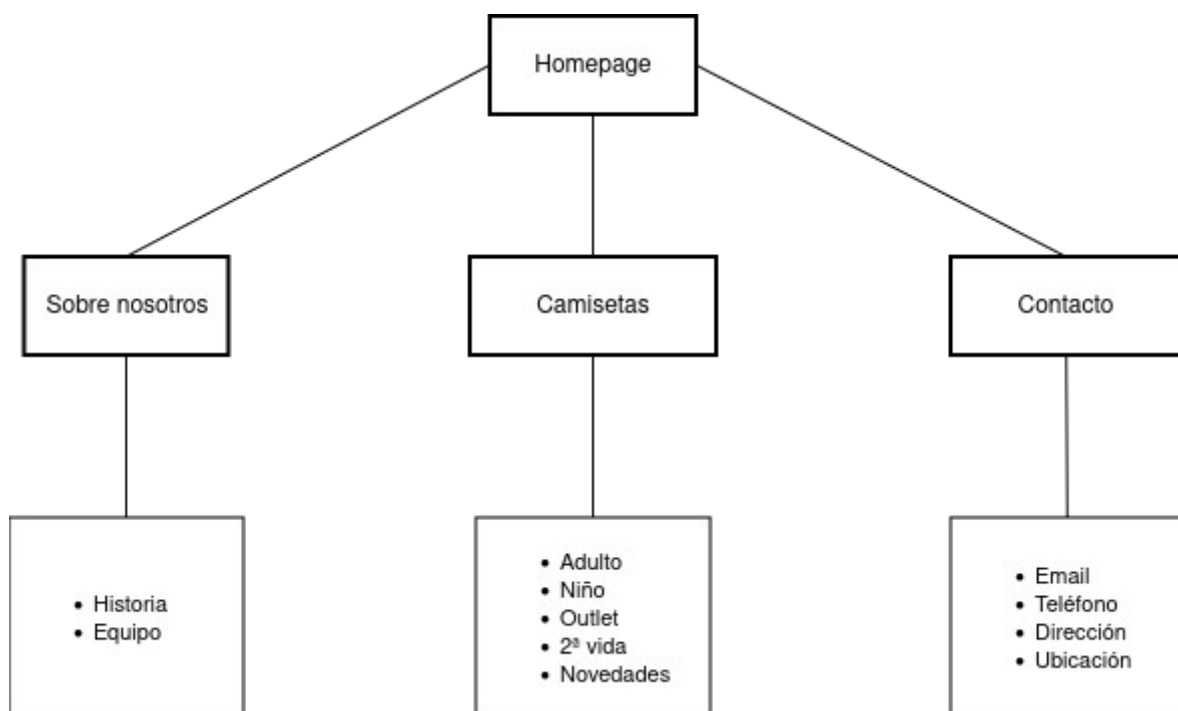 Homepage
Sobre nosotros
Camisetas
Contacto
• Historia
• Equipo
• Adulto
• Niño
• Outlet
• 2ª vida
• Novedades
• Email
• Teléfono
• Dirección
• Ubicación